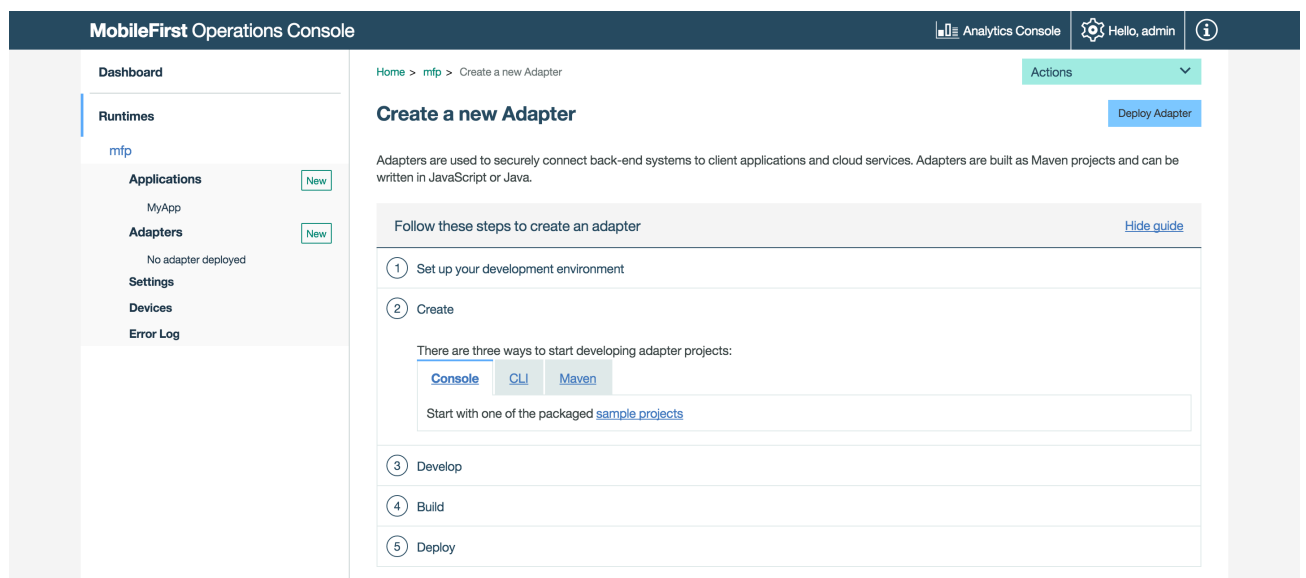 MobileFirst Operations Console
Analytics Console
Hello, admin
Dashboard
Runtimes
mfp
Applications
New
MyApp
Adapters
New
No adapter deployed
Settings
Devices
Error Log
Home > mfp > Create a new Adapter
Actions
Create a new Adapter
Deploy Adapter
Adapters are used to securely connect back-end systems to client applications and cloud services. Adapters are built as Maven projects and can be
written in JavaScript or Java.
Follow these steps to create an adapter
Hide guide
1 Set up your development environment
2 Create
There are three ways to start developing adapter projects:
Console CLI Maven
Start with one of the packaged sample projects
3 Develop
4 Build
5 Deploy